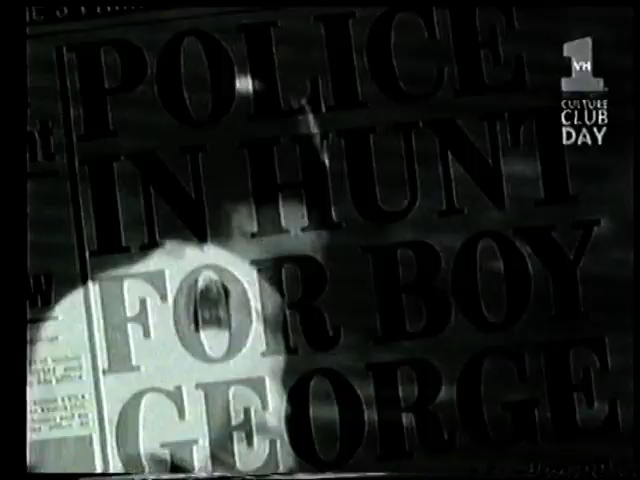 POLICE
IN HUNT
FOR BOY
GEORGE
VH
1
CULTURE
CLUB
DAY